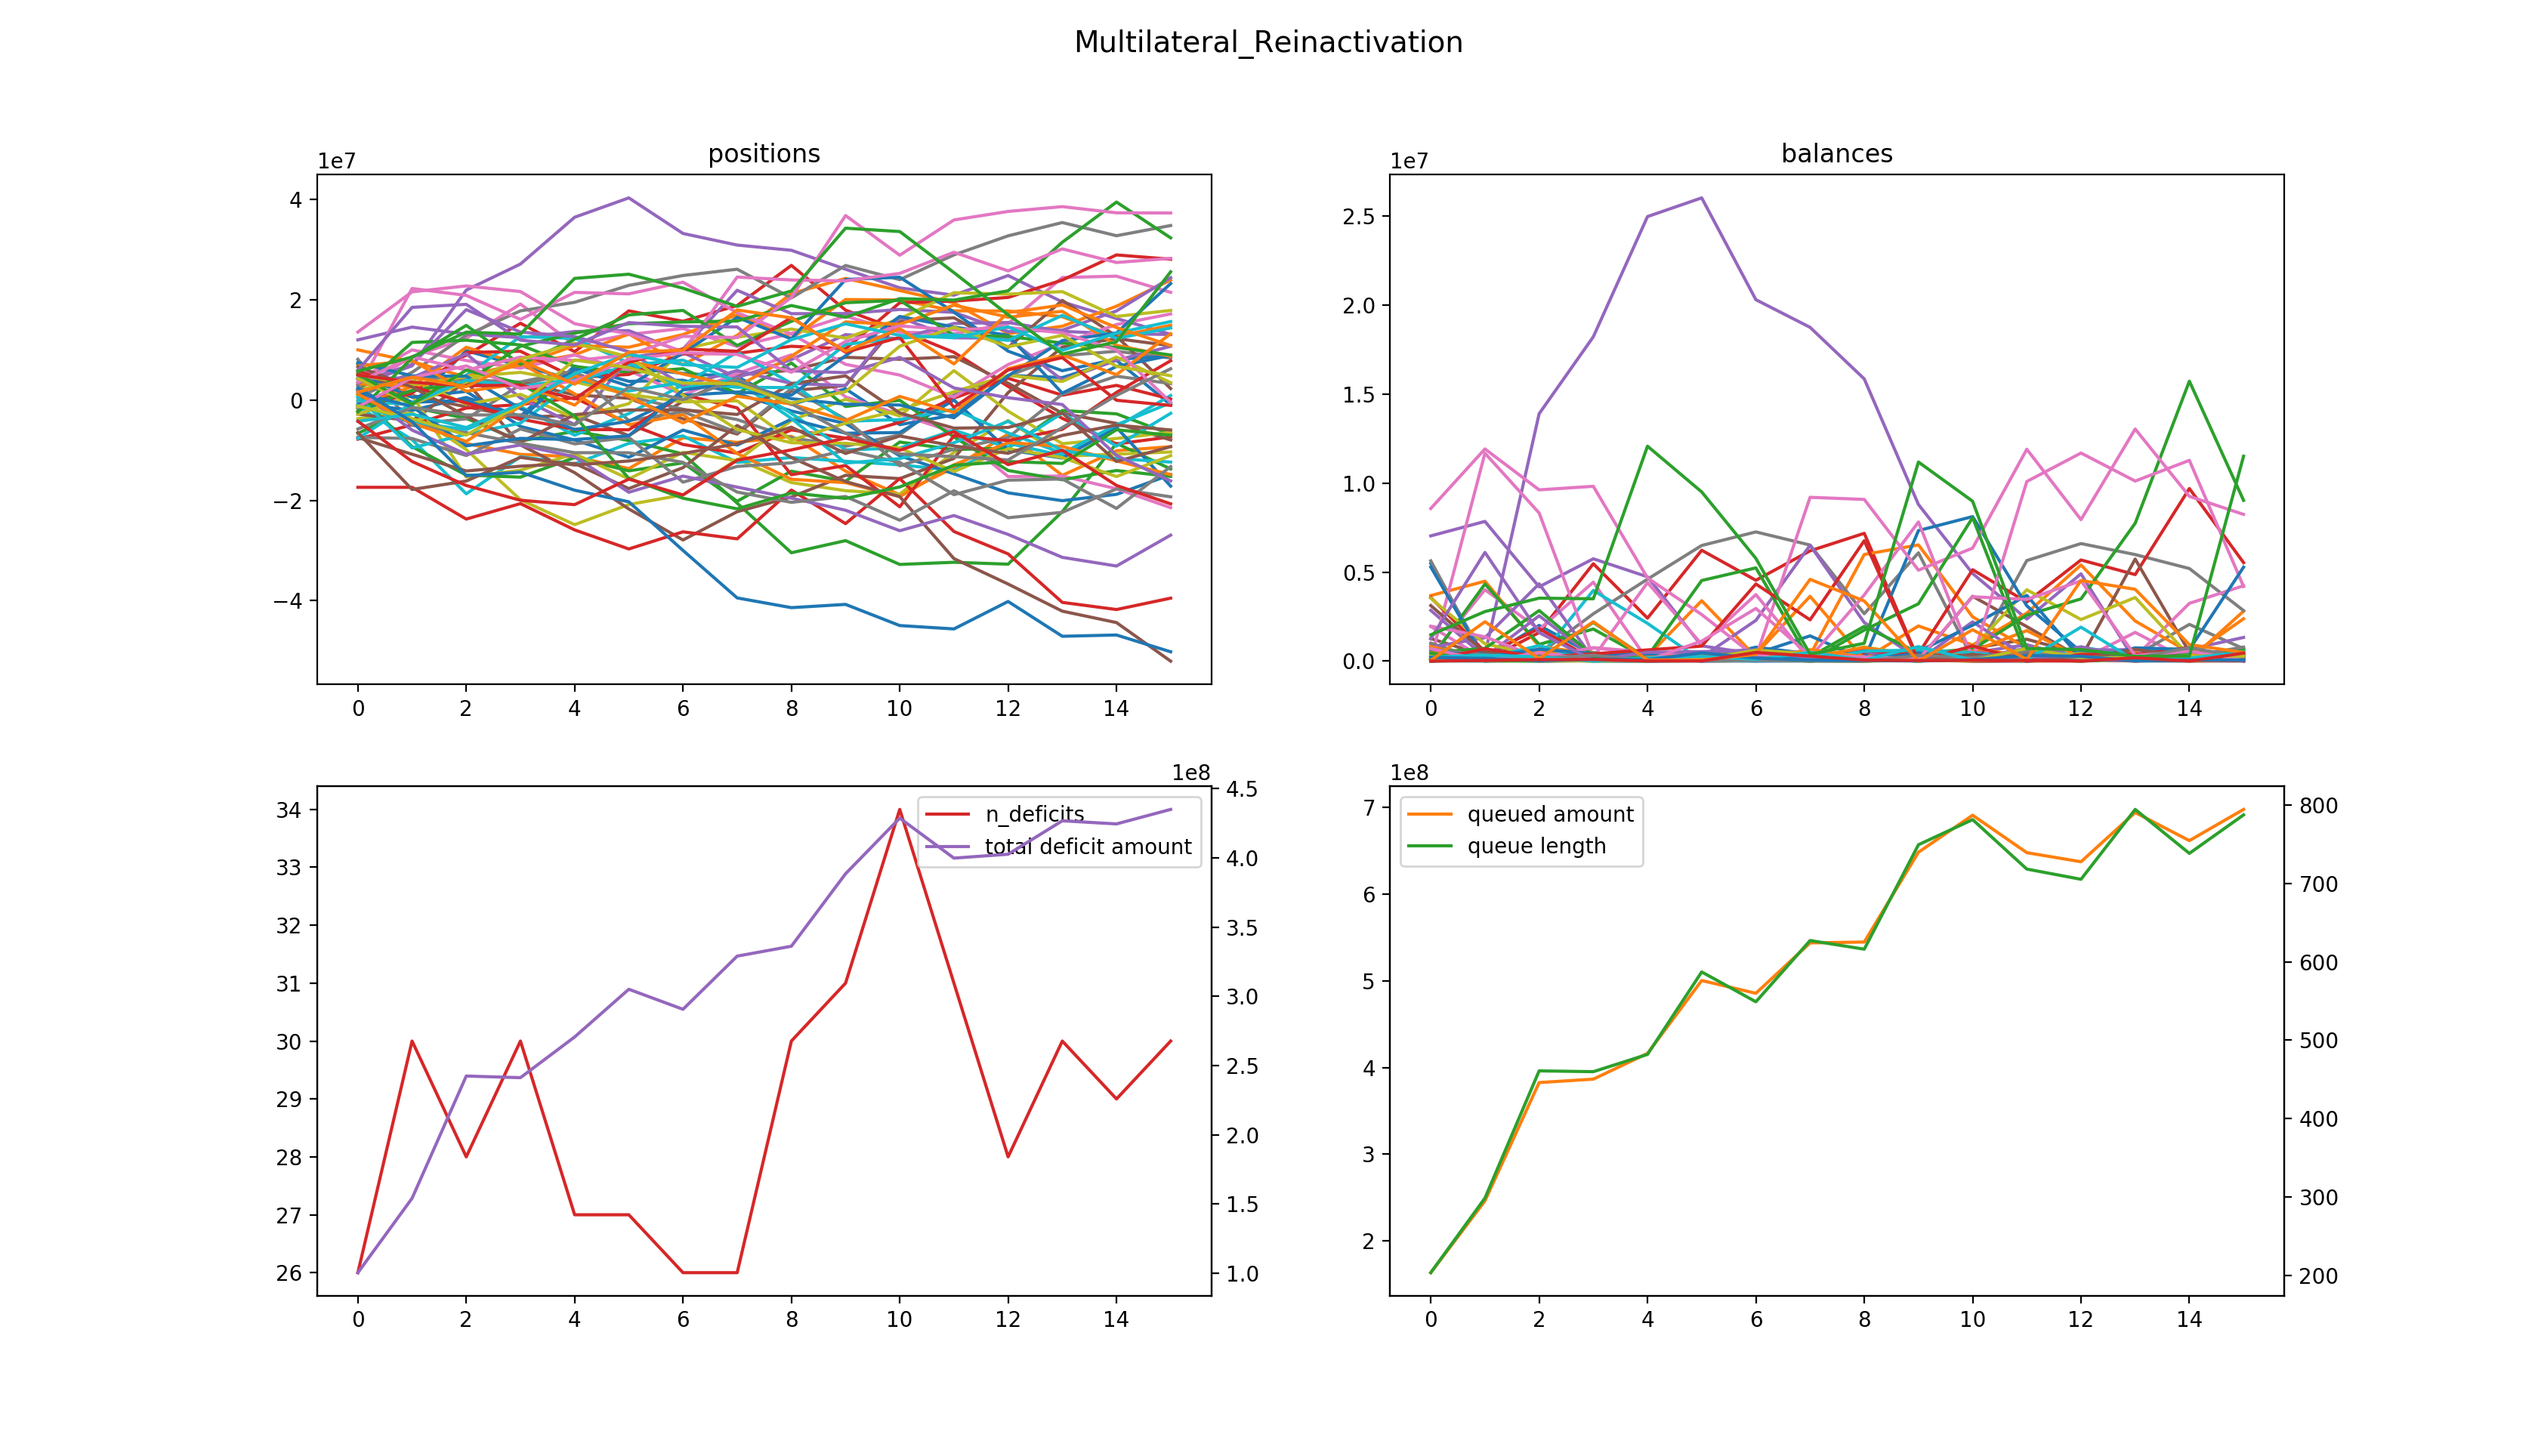 Multilateral_Reinactivation
positions
1e7
4
2
0
−2
−4
0 2 4 6 8 10 12 14
balances
1e7
2.5
2.0
1.5
1.0
0.5
0.0
0 2 4 6 8 10 12 14
1e8
34
33
32
31
30
29
28
27
26
n_deficits
total deficit amount
4.5
4.0
3.5
3.0
2.5
2.0
1.5
1.0
0 2 4 6 8 10 12 14
1e8
7
6
5
4
3
2
queued amount
queue length
800
700
600
500
400
300
200
0 2 4 6 8 10 12 14